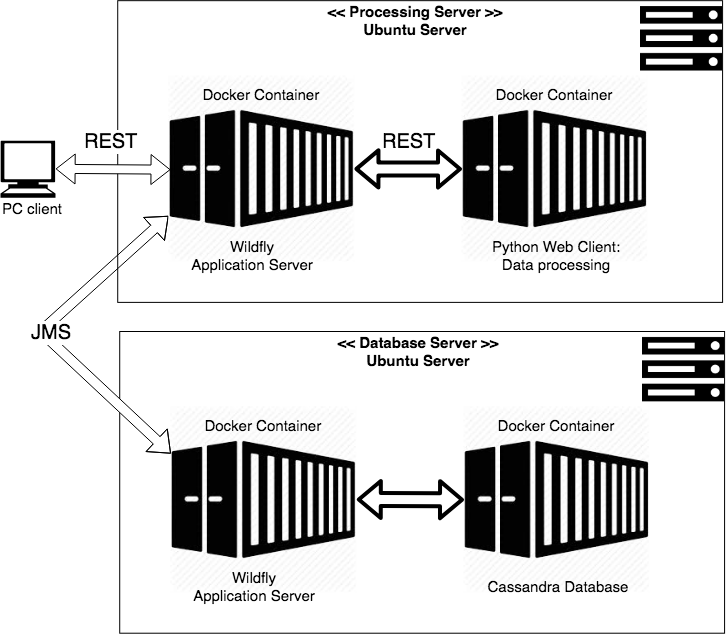 << Processing Server >>
Ubuntu Server
Docker Container
Docker Container
REST
REST
PC client
Wildfly
Application Server
Python Web Client:
Data processing
JMS
<< Database Server >>
Ubuntu Server
Docker Container
Docker Container
Wildfly
Application Server
Cassandra Database